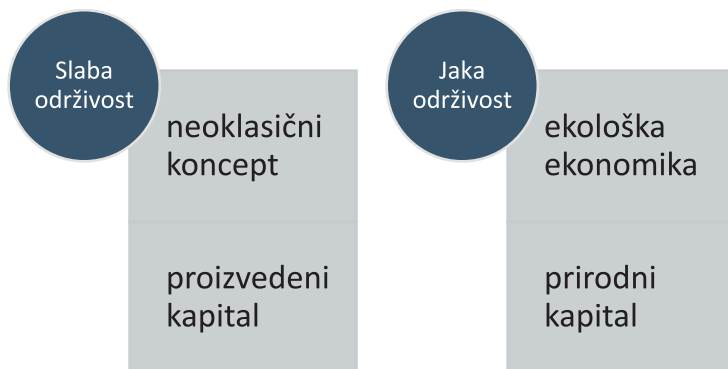 Slaba
održivost
neoklasični
koncept
proizvedeni
kapital
Jaka
održivost
ekološka
ekonomika
prirodni
kapital